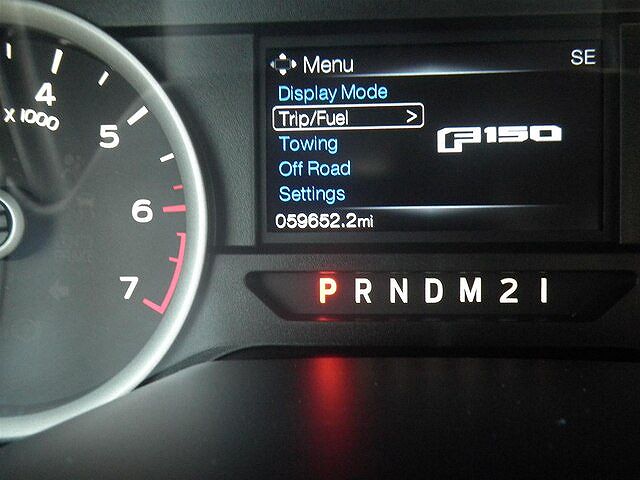 Menu SE
Display Mode
Trip/Fuel >
Towing
Off Road
Settings
059652.2mi
F150
P R N D M 2 1
4
x 1000
5
6
7